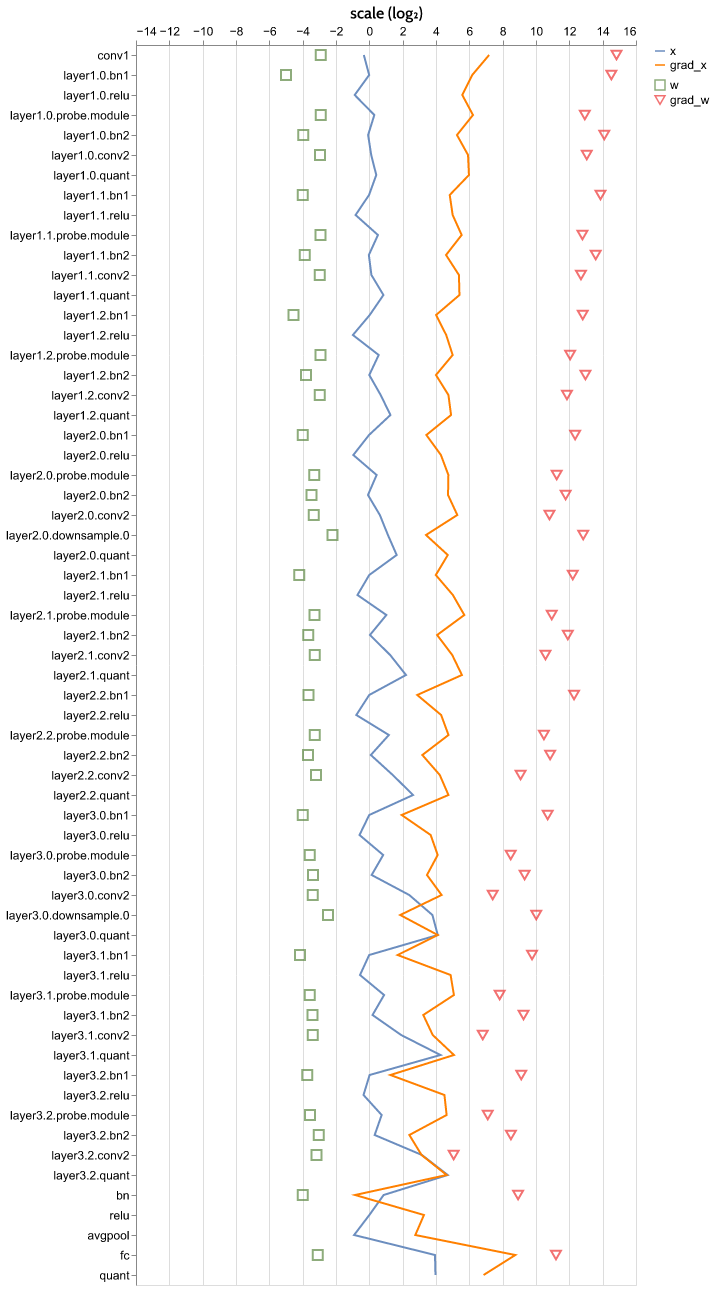 scale (log₂)
−14 −12 −10 −8 −6 −4 −2 0 2 4 6 8 10 12 14 16
x
grad_x
w
grad_w
conv1
layer1.0.bn1
layer1.0.relu
layer1.0.probe.module
layer1.0.bn2
layer1.0.conv2
layer1.0.quant
layer1.1.bn1
layer1.1.relu
layer1.1.probe.module
layer1.1.bn2
layer1.1.conv2
layer1.1.quant
layer1.2.bn1
layer1.2.relu
layer1.2.probe.module
layer1.2.bn2
layer1.2.conv2
layer1.2.quant
layer2.0.bn1
layer2.0.relu
layer2.0.probe.module
layer2.0.bn2
layer2.0.conv2
layer2.0.downsample.0
layer2.0.quant
layer2.1.bn1
layer2.1.relu
layer2.1.probe.module
layer2.1.bn2
layer2.1.conv2
layer2.1.quant
layer2.2.bn1
layer2.2.relu
layer2.2.probe.module
layer2.2.bn2
layer2.2.conv2
layer2.2.quant
layer3.0.bn1
layer3.0.relu
layer3.0.probe.module
layer3.0.bn2
layer3.0.conv2
layer3.0.downsample.0
layer3.0.quant
layer3.1.bn1
layer3.1.relu
layer3.1.probe.module
layer3.1.bn2
layer3.1.conv2
layer3.1.quant
layer3.2.bn1
layer3.2.relu
layer3.2.probe.module
layer3.2.bn2
layer3.2.conv2
layer3.2.quant
bn
relu
avgpool
fc
quant